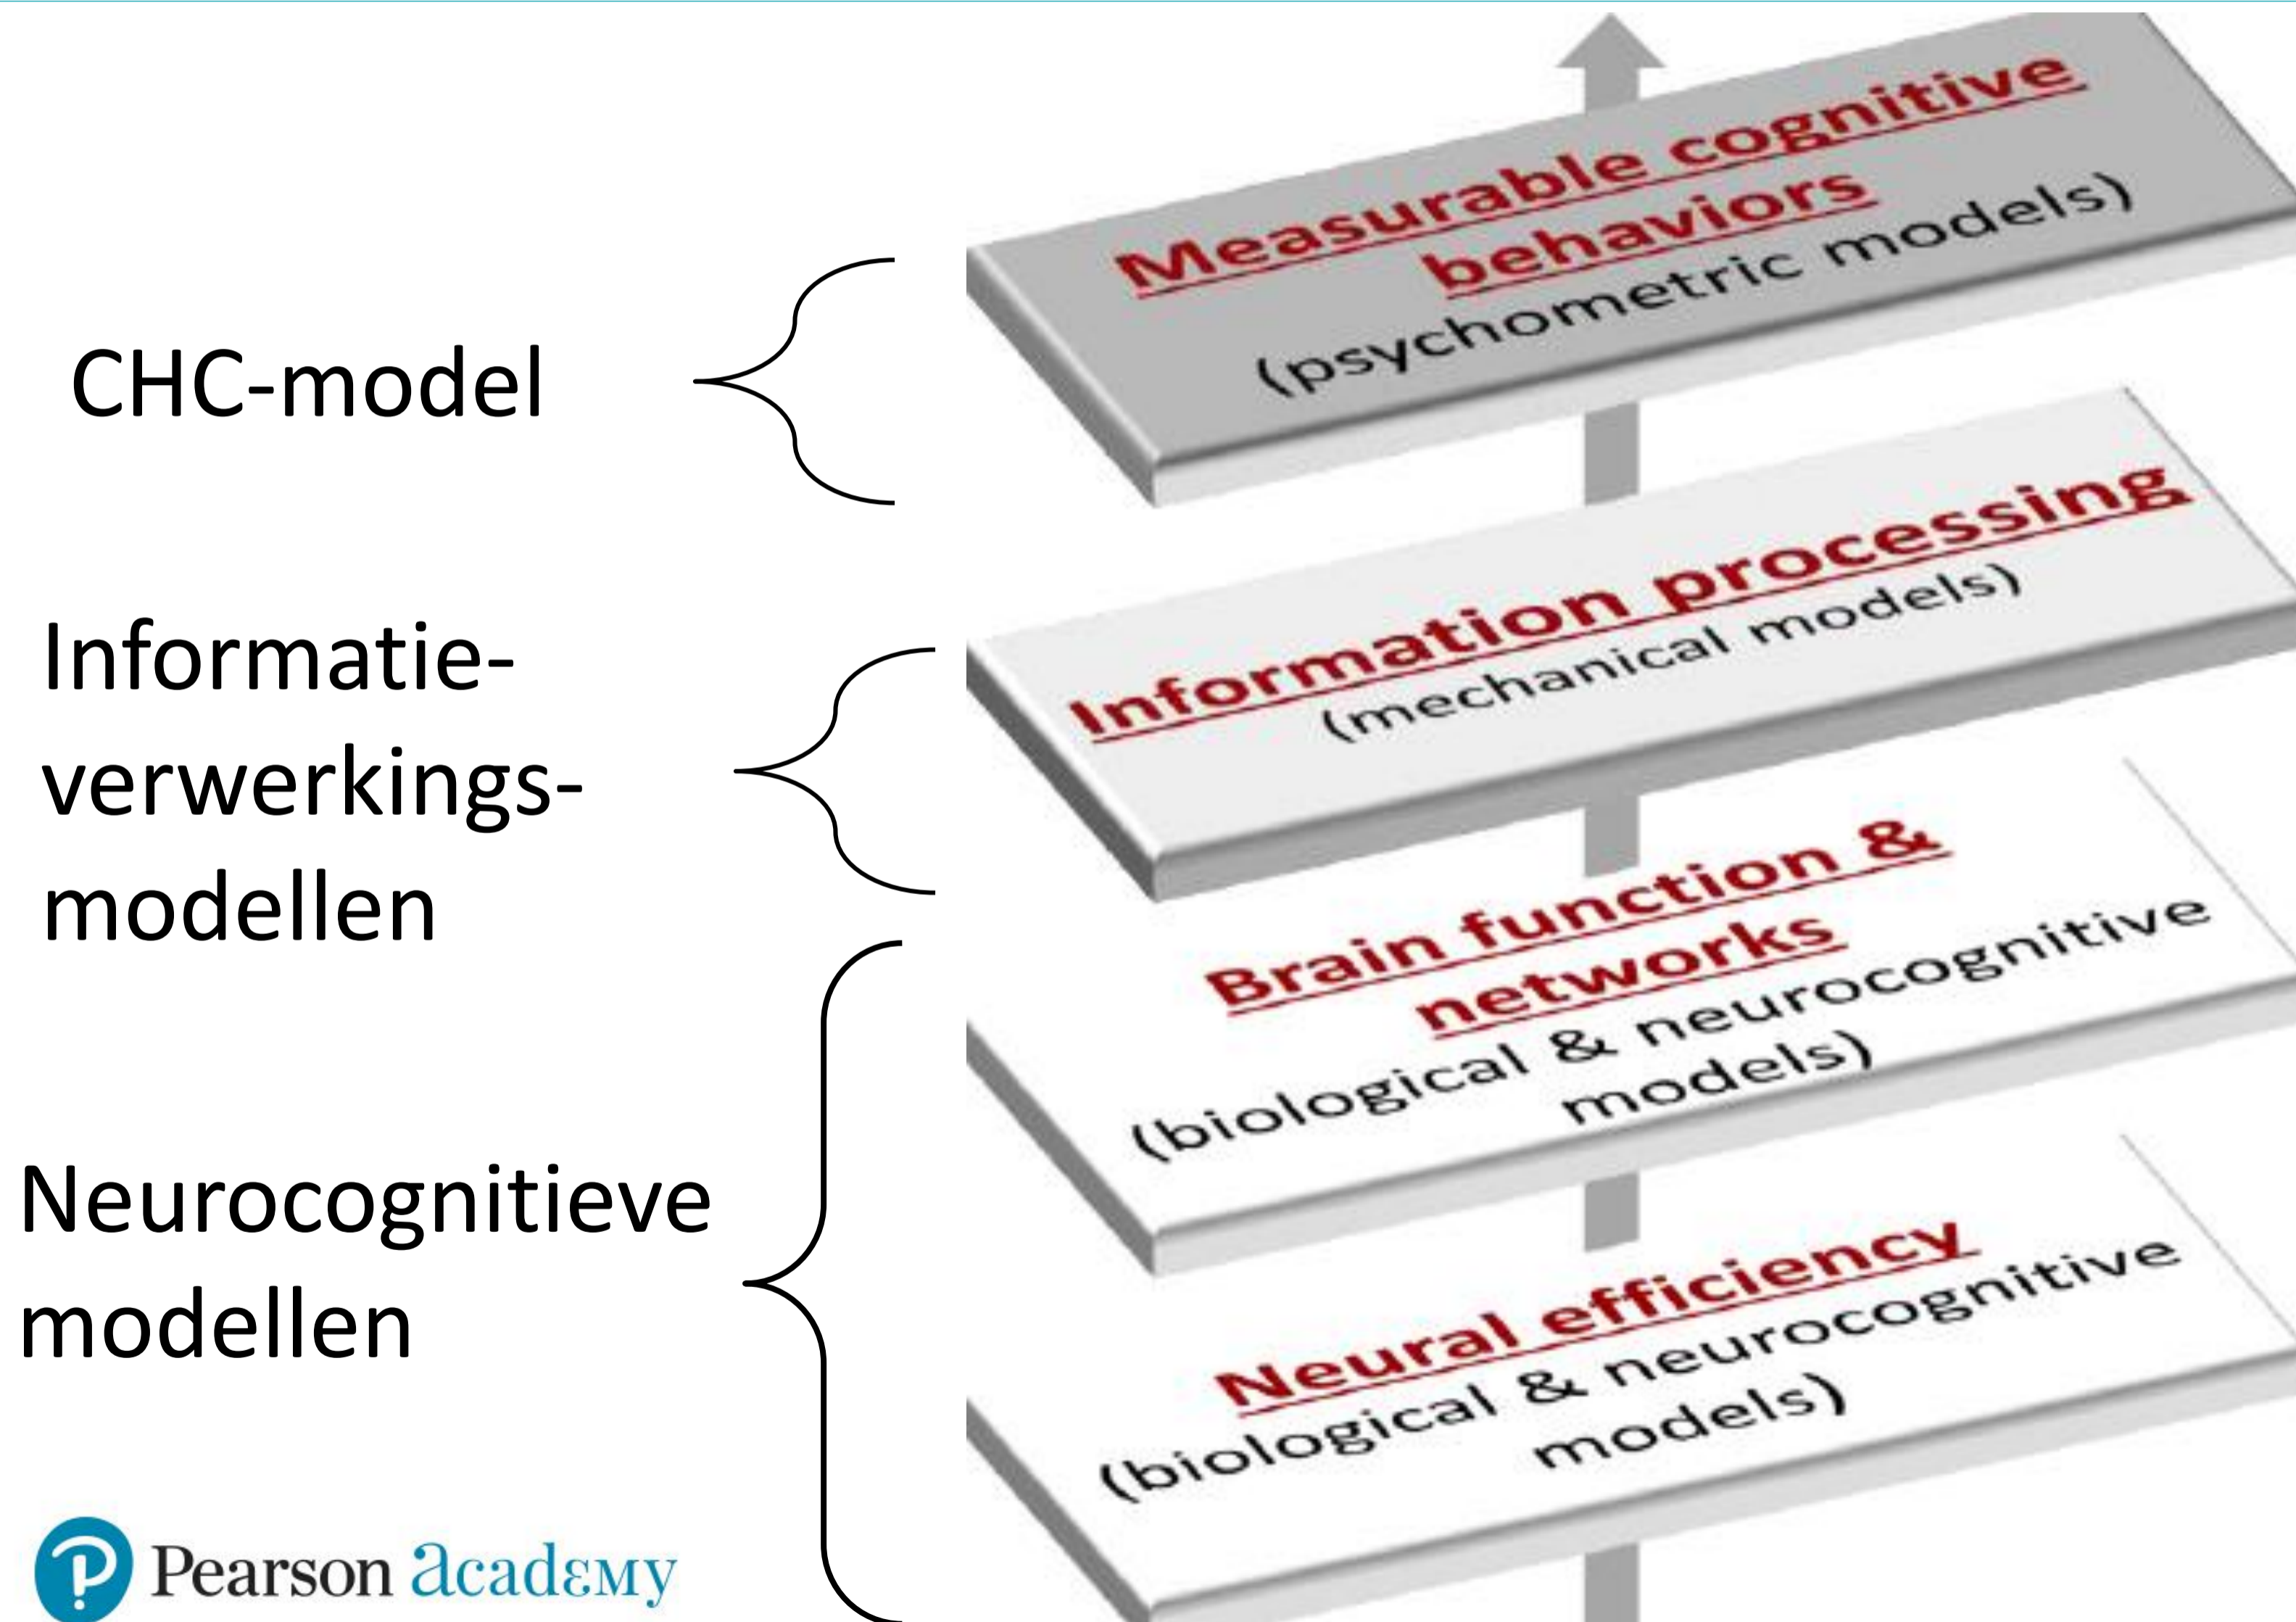 CHC-model
Informatie-
verwerkings-
modellen
Neurocognitieve
modellen
Measurable cognitive
behaviors
(psychometric models)
Information processing
(mechanical models)
Brain function &
networks
(biological & neurocognitive
models)
Neural efficiency
(biological & neurocognitive
models)
Pearson acadεмy